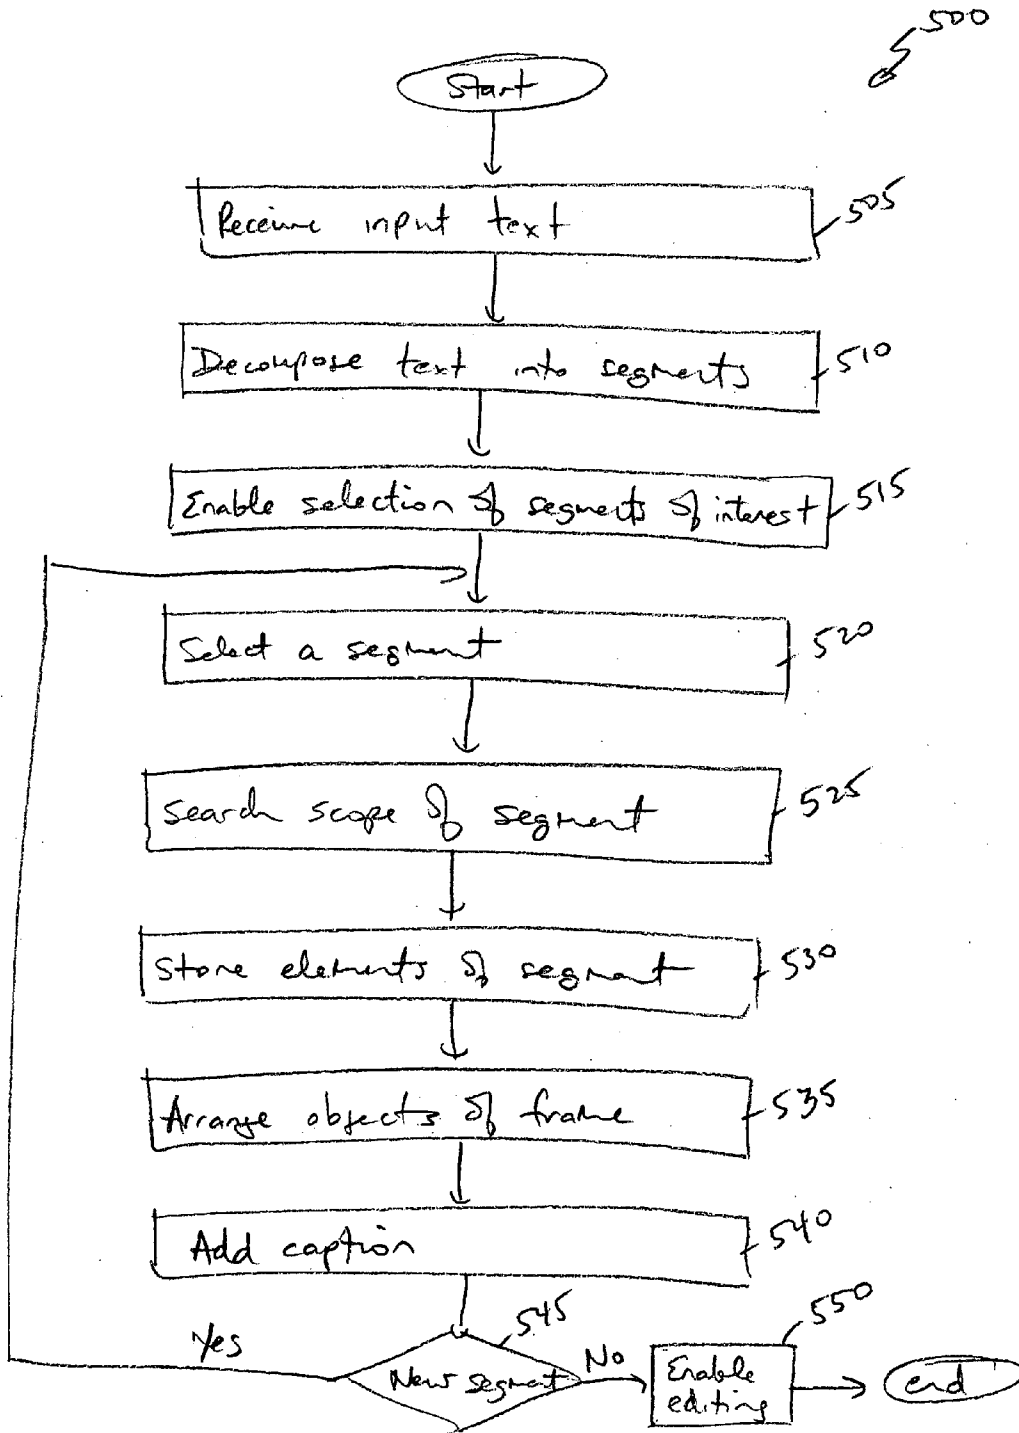 500
Start
Receive input text
505
Decompose text into segments
510
Enable selection of segments of interest
515
Select a segment
520
Search scope of segment
525
Store elements of segment
530
Arrange objects of frame
535
Add caption
540
545
550
Yes
New segment
No
Enable
editing
end